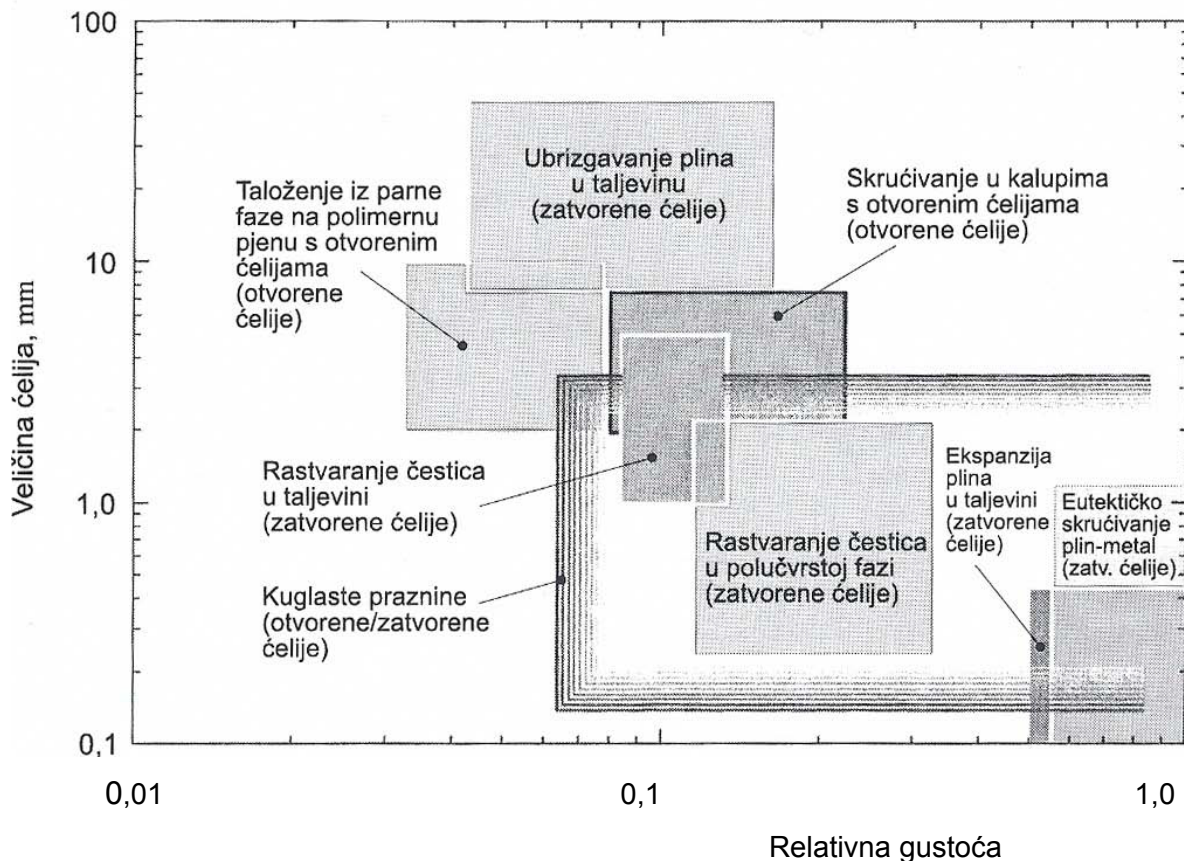 100
10
1,0
0,1
Veličina ćelija, mm
Ubrizgavanje plina
u taljevinu
(zatvorene ćelije)
Taloženje iz parne
faze na polimernu
pjenu s otvorenim
ćelijama
(otvorene
ćelije)
Skrućivanje u kalupima
s otvorenim ćelijama
(otvorene ćelije)
Rastvaranje čestica
u taljevini
(zatvorene ćelije)
Kuglaste praznine
(otvorene/zatvorene
ćelije)
Rastvaranje čestica
u polučvrstoj fazi
(zatvorene ćelije)
Ekspanzija
plina
u taljevini
(zatvorene
ćelije)
Eutektičko
skrućivanje
plin-metal
(zatv. ćelije)
0,01
0,1
1,0
Relativna gustoća